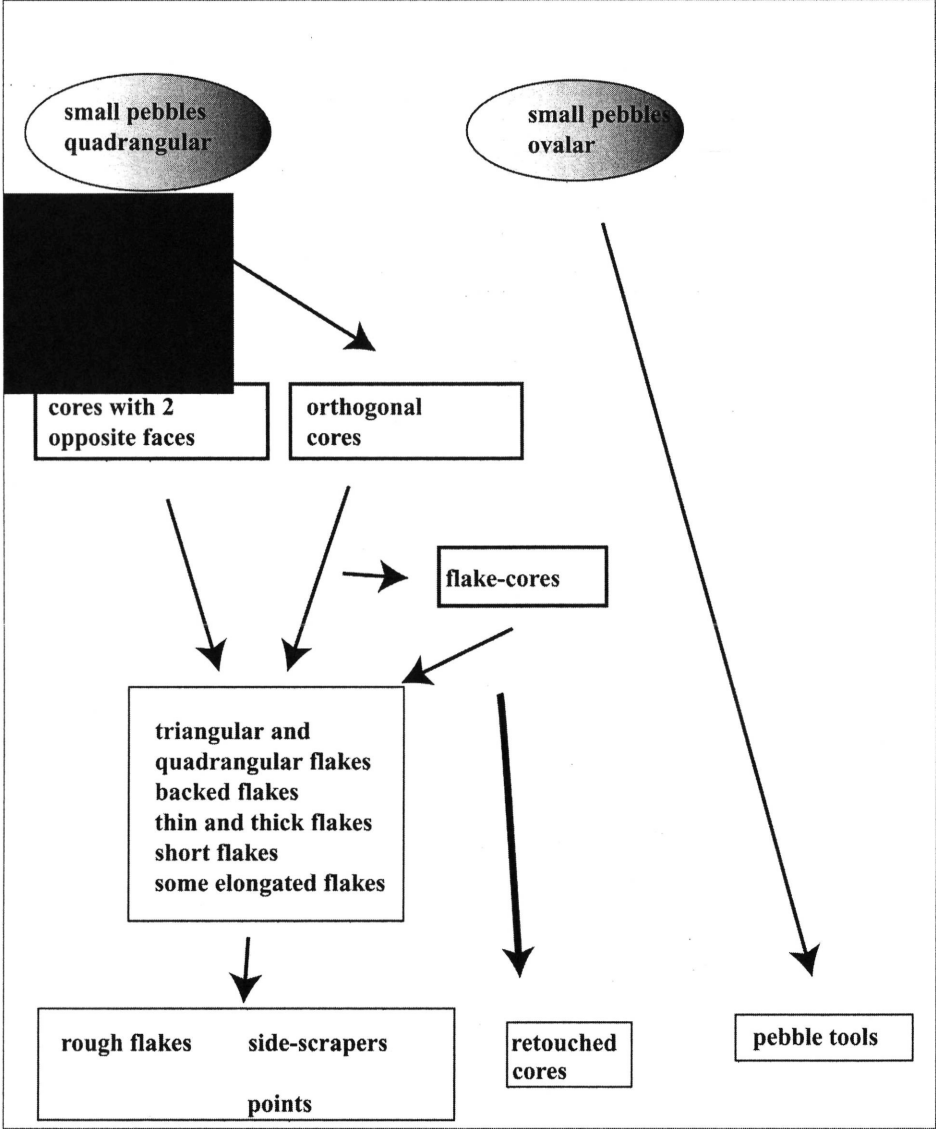 small pebbles
quadrangular
small pebbles
ovalar
cores with 2
opposite faces
orthogonal
cores
flake-cores
triangular and
quadrangular flakes
backed flakes
thin and thick flakes
short flakes
some elongated flakes
rough flakes side-scrapers
points
retouched
cores
pebble tools